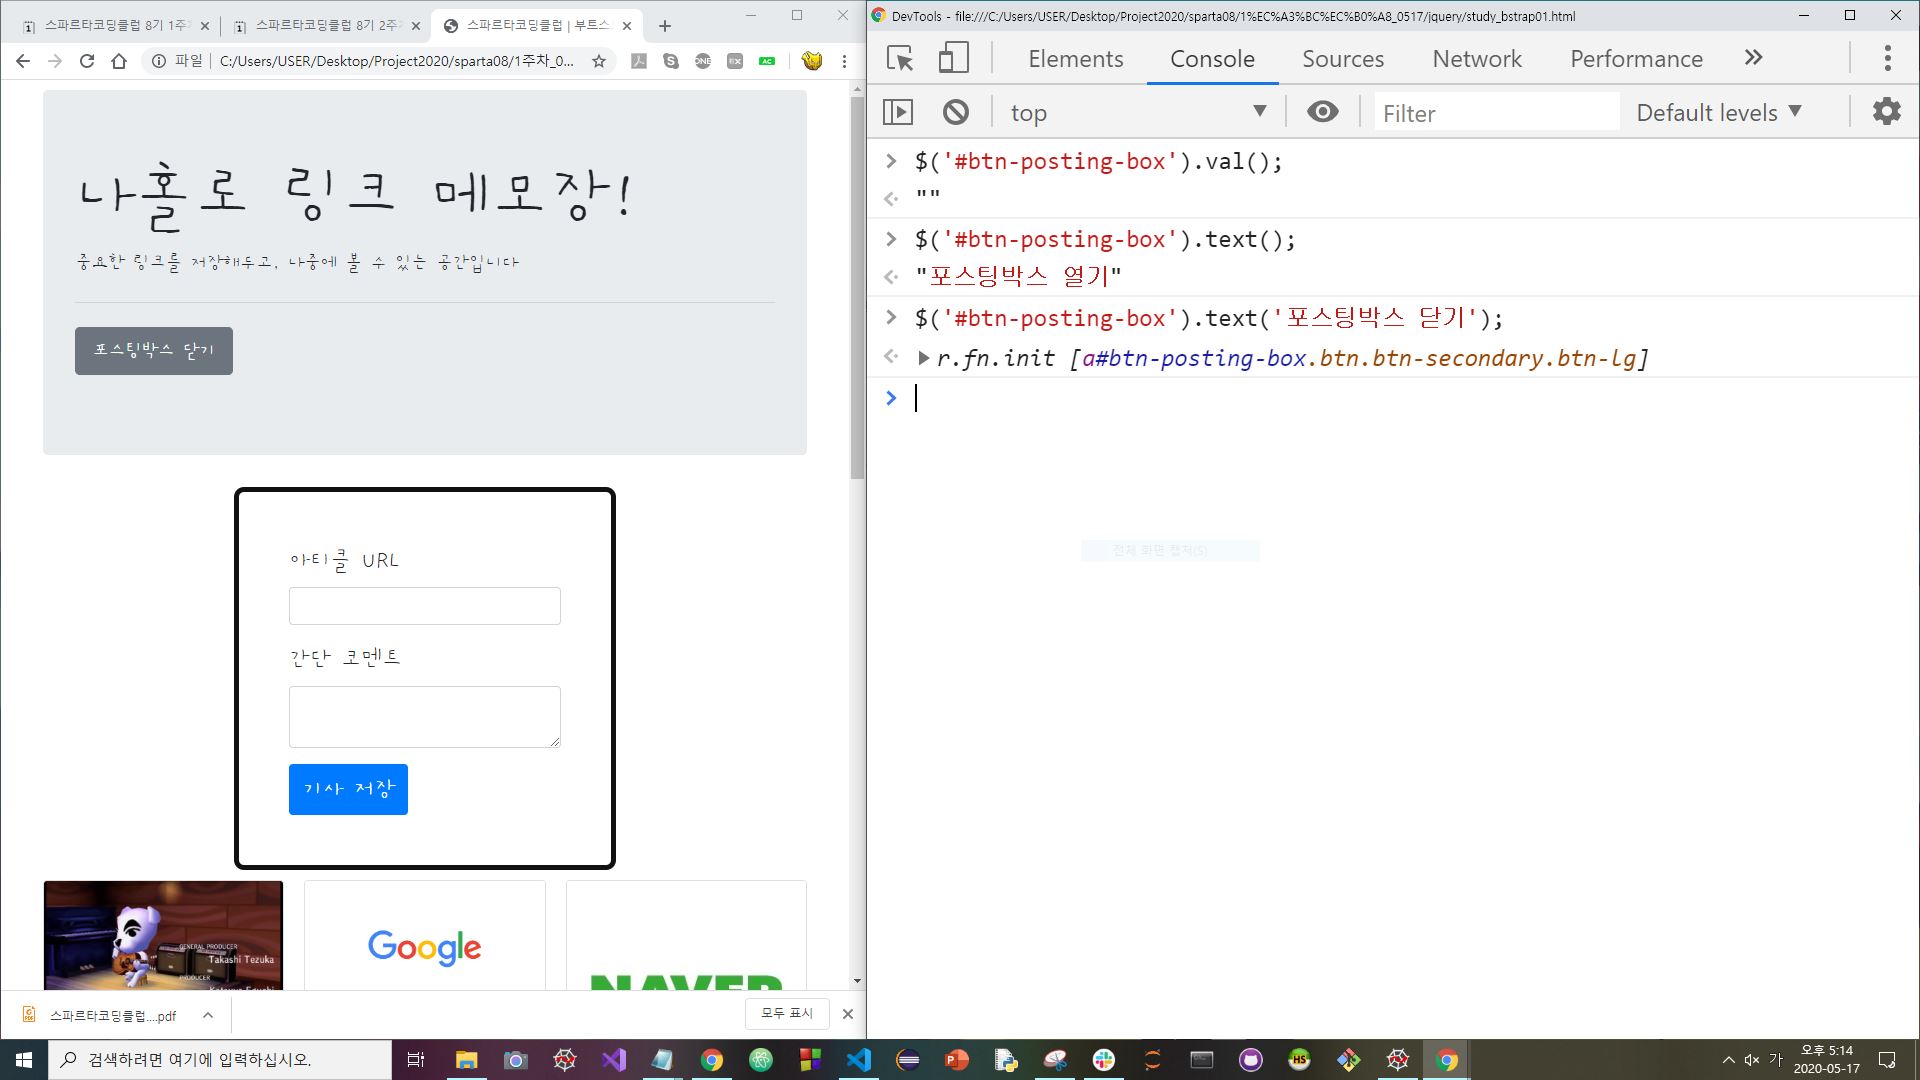 스파르타코딩클럽 8기 1주
스파르타코딩클럽 8기 2주
스파르타코딩클럽 | 부트스
파일
C:/Users/USER/Desktop/Project2020/sparta08/1주차_0...
나홀로 링크 메모장!
중요한 링크를 저장해두고, 나중에 볼 수 있는 공간입니다
포스팅박스 닫기
아티클 URL
간단 코멘트
기사 저장
GENERAL PRODUCER
Takashi Tezuka
PRODUCER
Google
NAVER
스파르타코딩클럽....pdf
모두 표시
DevTools - file:///C:/Users/USER/Desktop/Project2020/sparta08/1%EC%A3%BC%EC%B0%A8_0517/jquery/study_bstrap01.html
Elements Console Sources Network Performance »
top Filter Default levels
> $('#btn-posting-box').val();
""
> $('#btn-posting-box').text();
"포스팅박스 열기"
> $('#btn-posting-box').text('포스팅박스 닫기');
r.fn.init [a#btn-posting-box.btn.btn-secondary.btn-lg]
>
전체 화면 캡처(S)
검색하려면 여기에 입력하십시오.
가
오후 5:14
2020-05-17